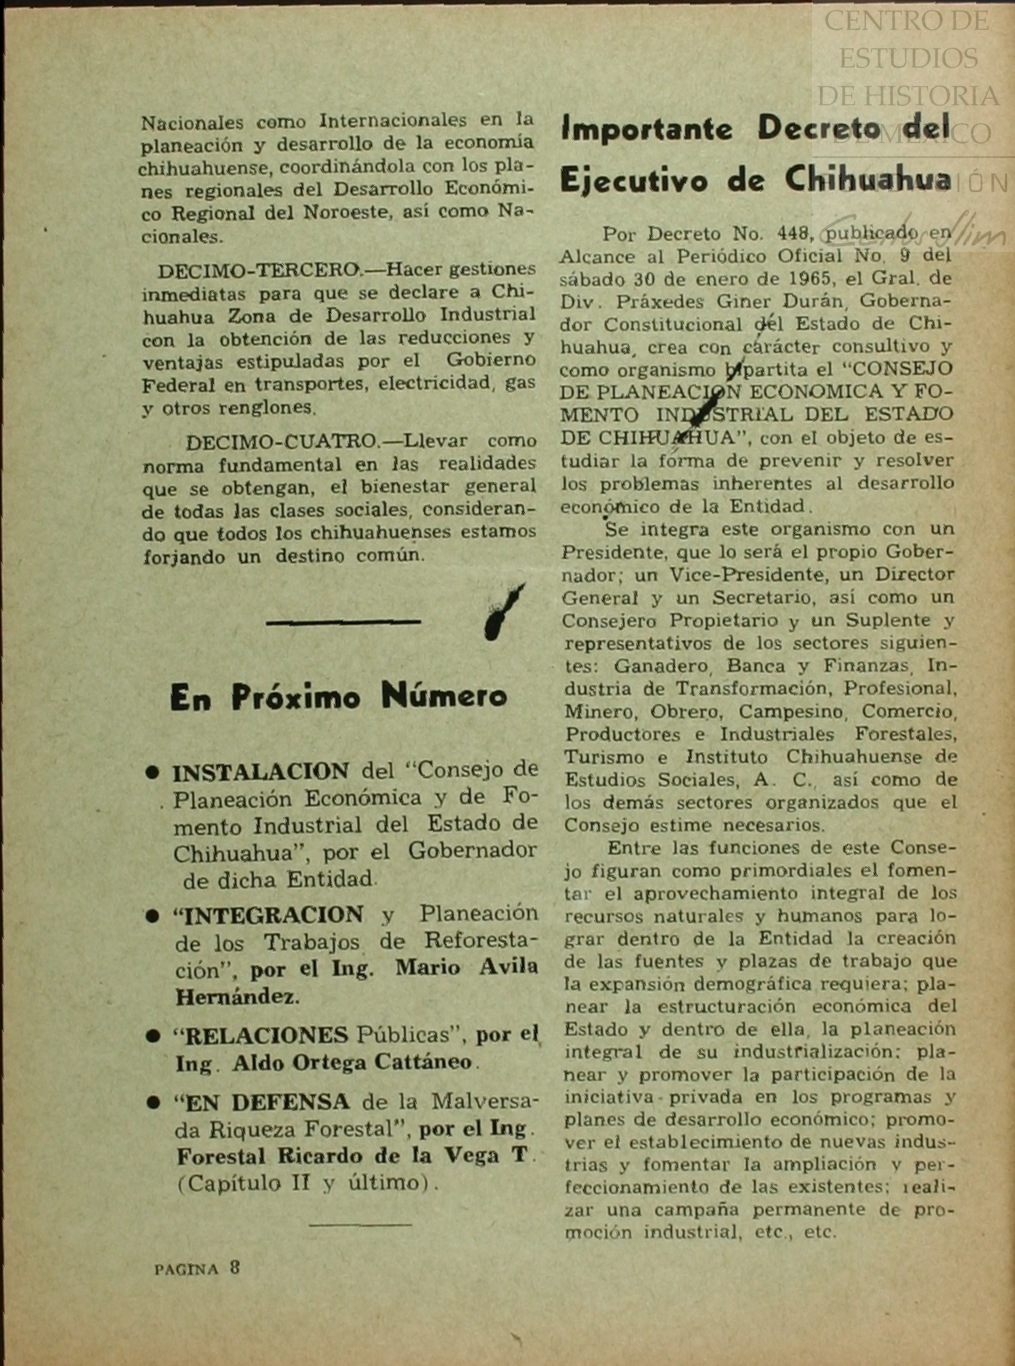 CENTRO DE
ESTUDIOS
DE HISTORIA
DE MÉXICO
Nacionales como Internacionales en la
planeación y desarrollo de la economía
chihuahuense, coordinándola con los pla-
nes regionales del Desarrollo Económi-
co Regional del Noroeste, así como Na-
cionales.
DECIMO-TERCERO.—Hacer gestiones
inmediatas para que se declare a Chi-
huahua Zona de Desarrollo Industrial
con la obtención de las reducciones y
ventajas estipuladas por el Gobierno
Federal en transportes, electricidad, gas
y otros renglones.
DECIMO-CUATRO.—Llevar como
norma fundamental en las realidades
que se obtengan, el bienestar general
de todas las clases sociales, consideran-
do que todos los chihuahuenses estamos
forjando un destino común.
En Próximo Número
● INSTALACION del "Consejo de
Planeación Económica y de Fo-
mento Industrial del Estado de
Chihuahua", por el Gobernador
de dicha Entidad.
● "INTEGRACION y Planeación
de los Trabajos de Reforesta-
ción", por el Ing. Mario Avila
Hernández.
● "RELACIONES Públicas", por el
Ing. Aldo Ortega Cattáneo.
● "EN DEFENSA de la Malversa-
da Riqueza Forestal", por el Ing.
Forestal Ricardo de la Vega T.
(Capítulo II y último).
PAGINA 8
Importante Decreto del
Ejecutivo de Chihuahua
Carlos Slim
Por Decreto No. 448, publicado en
Alcance al Periódico Oficial No. 9 del
sábado 30 de enero de 1965, el Gral. de
Div. Práxedes Giner Durán, Goberna-
dor Constitucional del Estado de Chi-
huahua, crea con carácter consultivo y
como organismo bipartita el "CONSEJO
DE PLANEACION ECONOMICA Y FO-
MENTO INDUSTRIAL DEL ESTADO
DE CHIHUAHUA", con el objeto de es-
tudiar la forma de prevenir y resolver
los problemas inherentes al desarrollo
económico de la Entidad.
Se integra este organismo con un
Presidente, que lo será el propio Gober-
nador; un Vice-Presidente, un Director
General y un Secretario, así como un
Consejero Propietario y un Suplente y
representativos de los sectores siguien-
tes: Ganadero, Banca y Finanzas, In-
dustria de Transformación, Profesional,
Minero, Obrero, Campesino, Comercio,
Productores e Industriales Forestales,
Turismo e Instituto Chihuahuense de
Estudios Sociales, A. C., así como de
los demás sectores organizados que el
Consejo estime necesarios.
Entre las funciones de este Conse-
jo figuran como primordiales el fomen-
tar el aprovechamiento integral de los
recursos naturales y humanos para lo-
grar dentro de la Entidad la creación
de las fuentes y plazas de trabajo que
la expansión demográfica requiera; pla-
near la estructuración económica del
Estado y dentro de ella, la planeación
integral de su industrialización; pla-
near y promover la participación de la
iniciativa privada en los programas y
planes de desarrollo económico; promo-
ver el establecimiento de nuevas indus-
trias y fomentar la ampliación y per-
feccionamiento de las existentes; reali-
zar una campaña permanente de pro-
moción industrial, etc., etc.